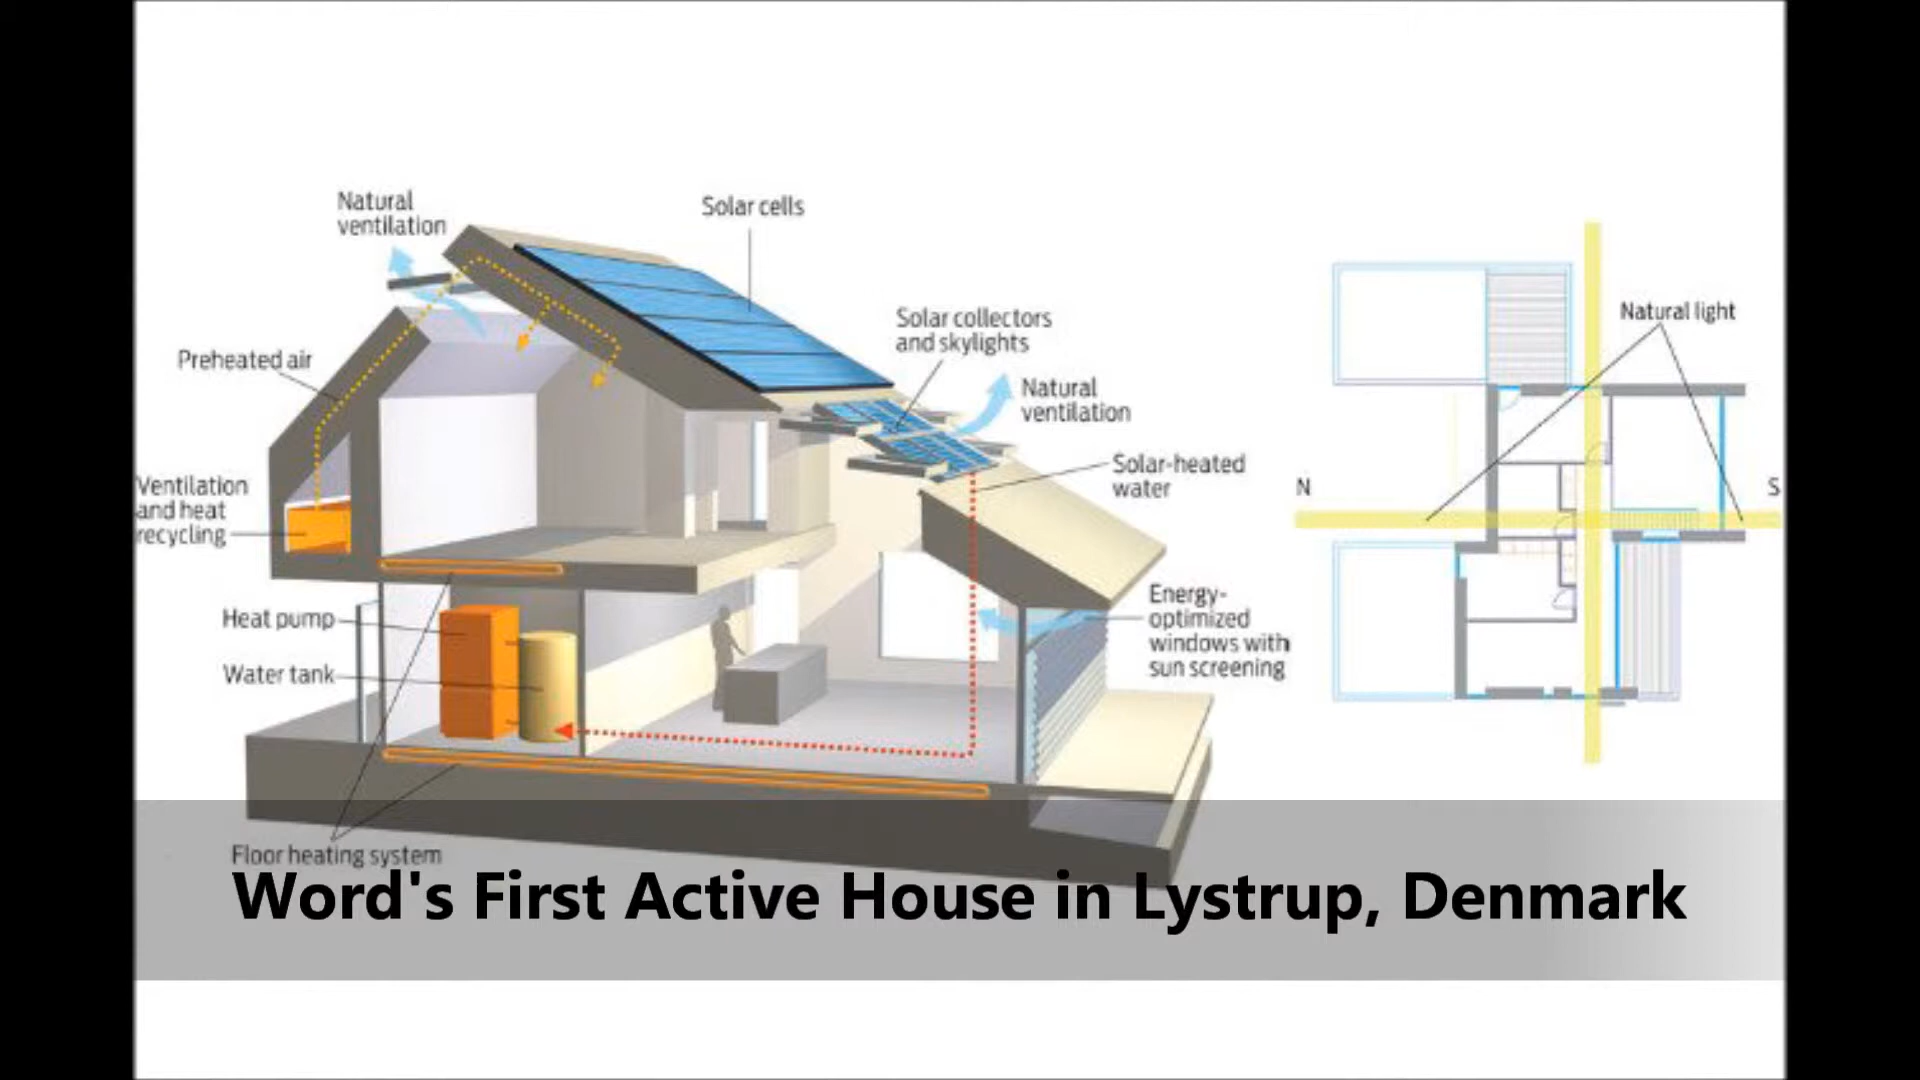 Natural
ventilation
Solar cells
Solar collectors
and skylights
Natural light
Preheated air
Natural
ventilation
Solar-heated
water
Ventilation
and heat
recycling
N
S
Heat pump
Energy-
optimized
windows with
sun screening
Water tank
Floor heating system
Word's First Active House in Lystrup, Denmark